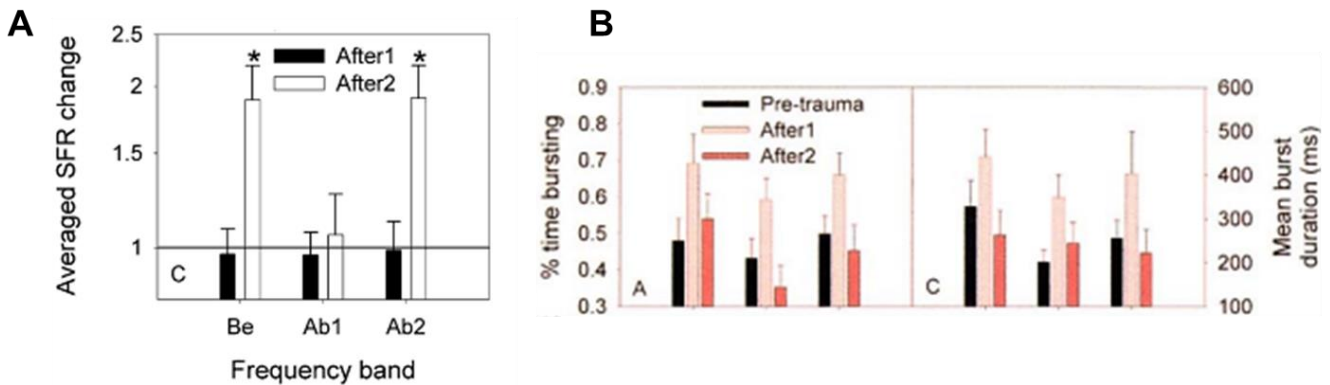 A
Averaged SFR change
2.5
2
1.5
1
After1
After2
*
*
C
Be
Ab1
Ab2
Frequency band
B
% time bursting
0.9
0.8
0.7
0.6
0.5
0.4
0.3
Pre-trauma
After1
After2
A
C
600
500
400
300
200
100
Mean burst
duration (ms)